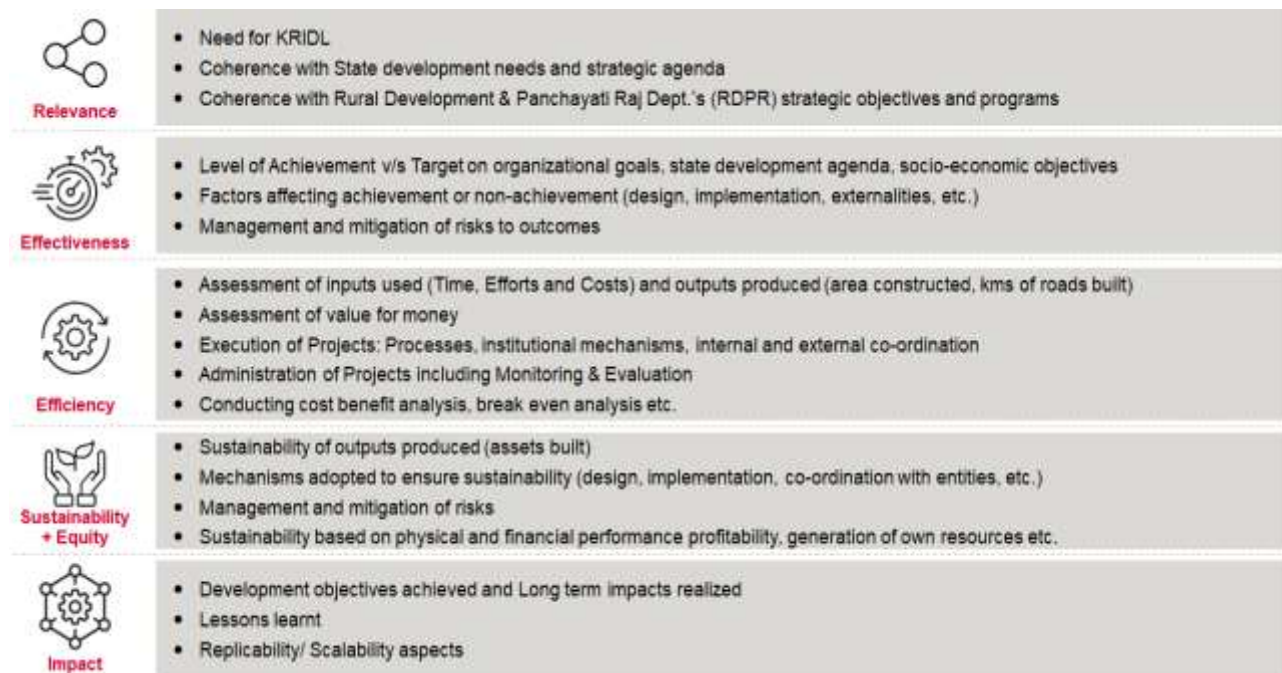 • Need for KRIDL
• Coherence with State development needs and strategic agenda
• Coherence with Rural Development & Panchayati Raj Dept.'s (RDPR) strategic objectives and programs
Relevance
• Level of Achievement v/s Target on organizational goals, state development agenda, socio-economic objectives
• Factors affecting achievement or non-achievement (design, implementation, externalities, etc.)
• Management and mitigation of risks to outcomes
Effectiveness
• Assessment of inputs used (Time, Efforts and Costs) and outputs produced (area constructed, kms of roads built)
• Assessment of value for money
• Execution of Projects: Processes, institutional mechanisms, internal and external co-ordination
• Administration of Projects including Monitoring & Evaluation
• Conducting cost benefit analysis, break even analysis etc.
Efficiency
• Sustainability of outputs produced (assets built)
• Mechanisms adopted to ensure sustainability (design, implementation, co-ordination with entities, etc.)
• Management and mitigation of risks
• Sustainability based on physical and financial performance profitability, generation of own resources etc.
Sustainability
+ Equity
• Development objectives achieved and Long term impacts realized
• Lessons learnt
• Replicability/ Scalability aspects
Impact